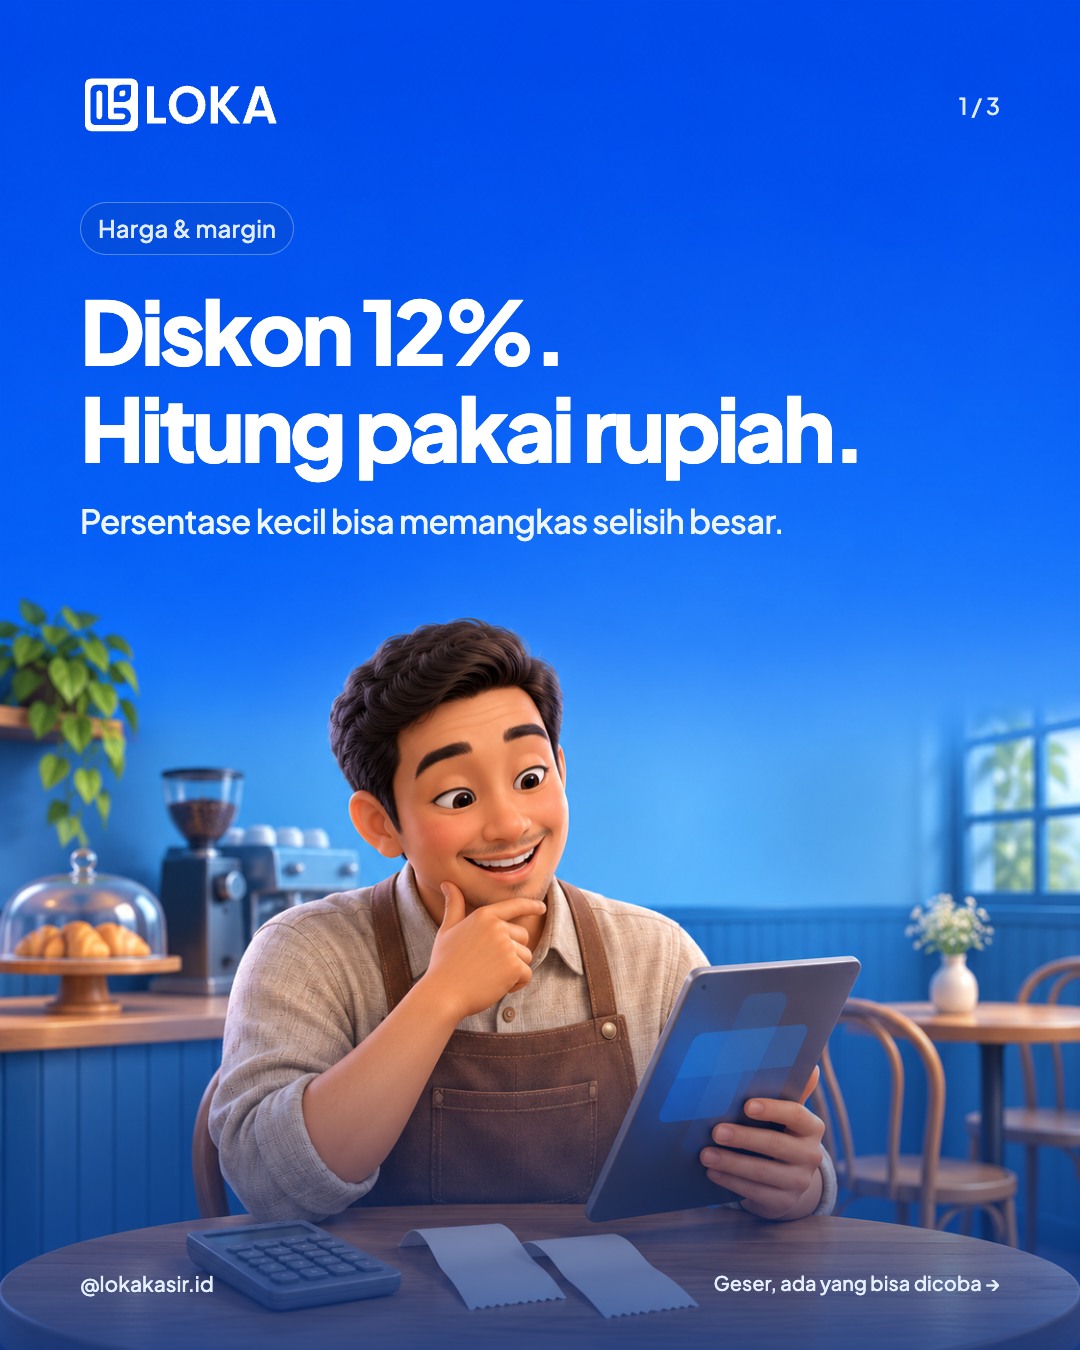 LOKA
1/3
Harga & margin
Diskon 12%.
Hitung pakai rupiah.
Persentase kecil bisa memangkas selisih besar.
@lokakasir.id
Geser, ada yang bisa dicoba →